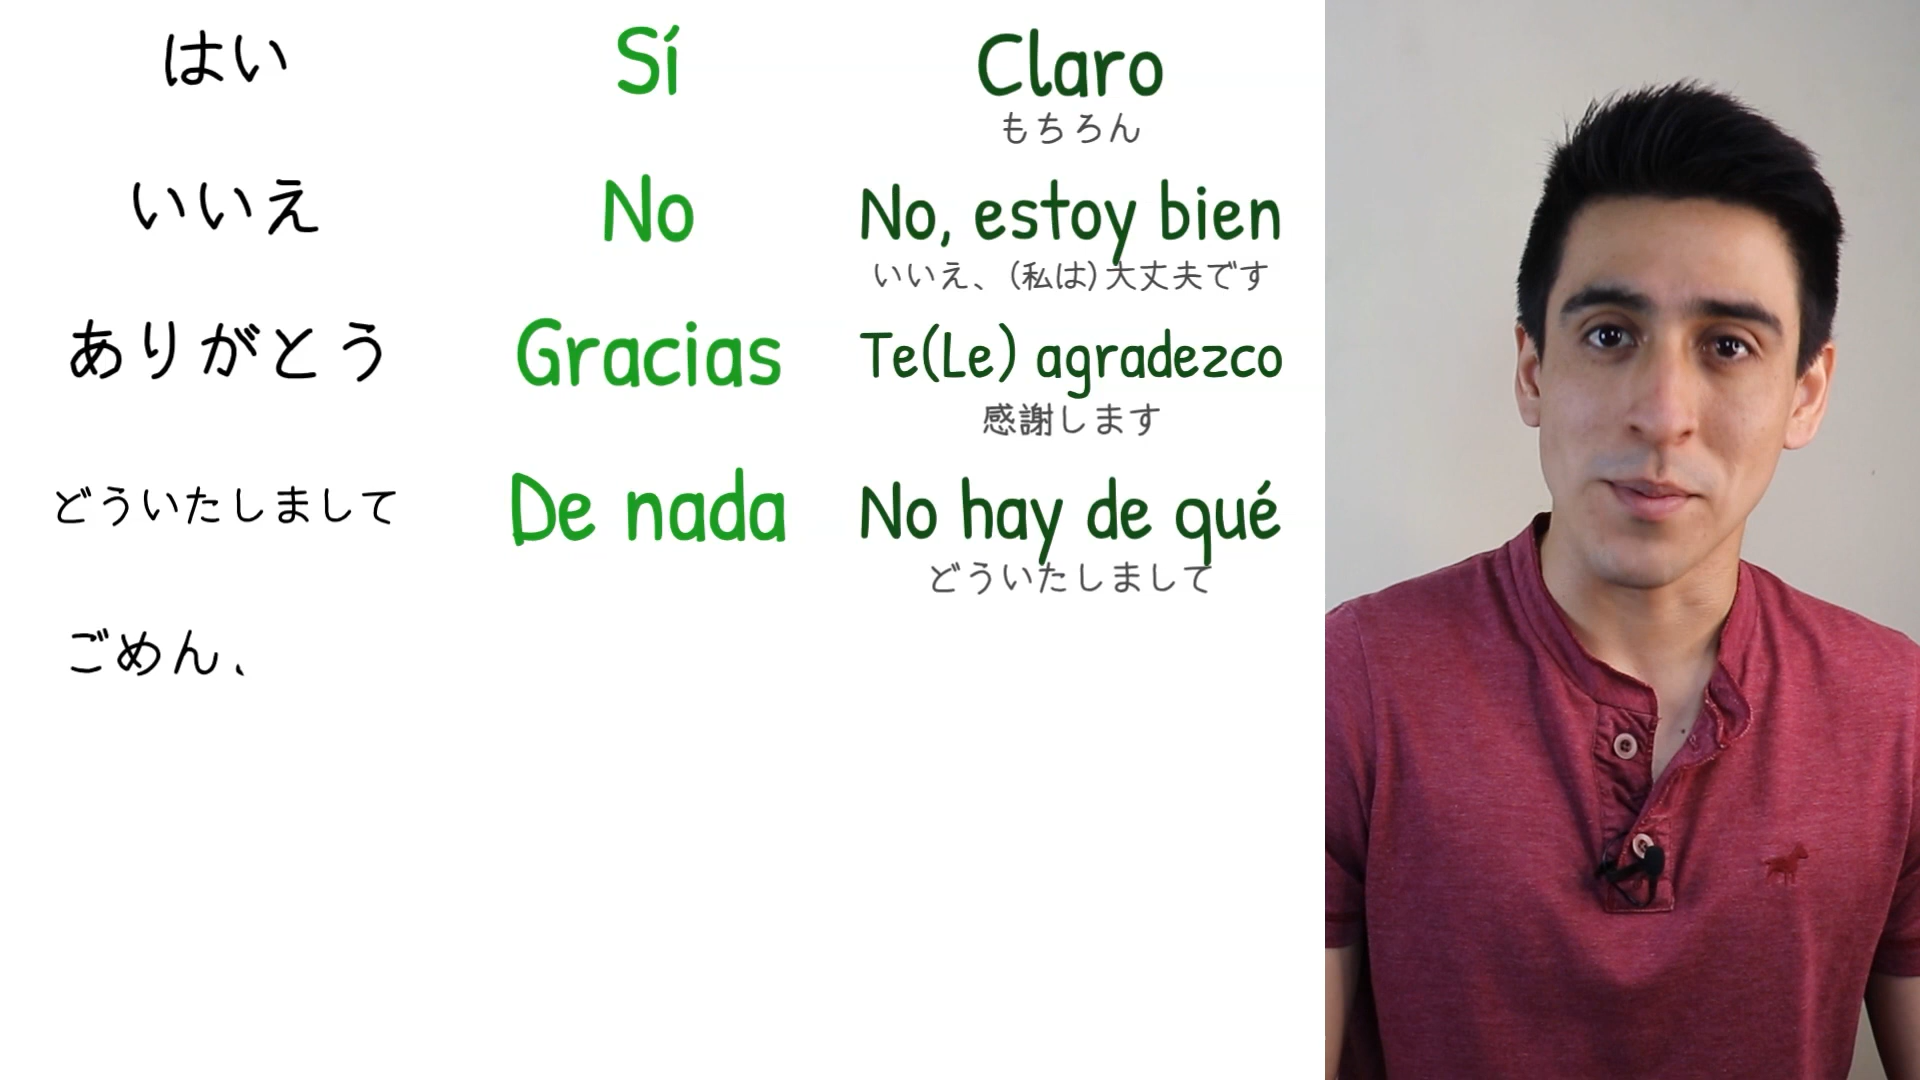 はい Sí Claro
もちろん
いいえ No No, estoy bien
いいえ、(私は)大丈夫です
ありがとう Gracias Te(Le) agradezco
感謝します
どういたしまして De nada No hay de qué
どういたしまして
ごめん、